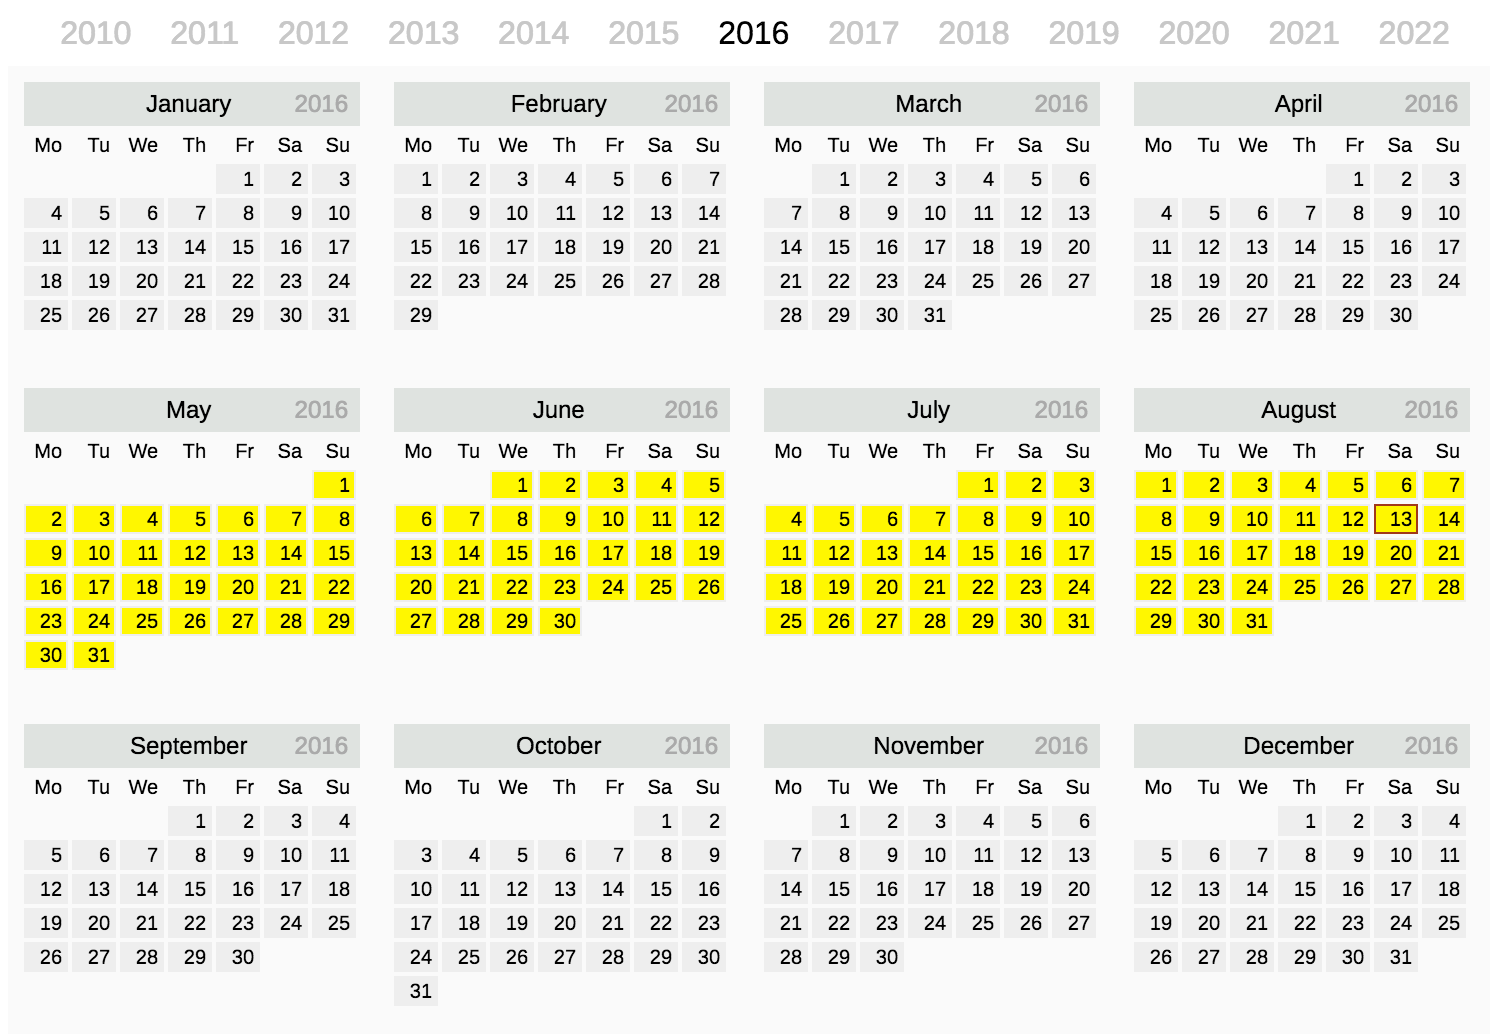 2010 2011 2012 2013 2014 2015 2016 2017 2018 2019 2020 2021 2022
January 2016 February 2016 March 2016 April 2016
Mo Tu We Th Fr Sa Su Mo Tu We Th Fr Sa Su Mo Tu We Th Fr Sa Su Mo Tu We Th Fr Sa Su
1 2 3 1 2 3 4 5 6 7 1 2 3 4 5 6 1 2 3
4 5 6 7 8 9 10 8 9 10 11 12 13 14 7 8 9 10 11 12 13 4 5 6 7 8 9 10
11 12 13 14 15 16 17 15 16 17 18 19 20 21 14 15 16 17 18 19 20 11 12 13 14 15 16 17
18 19 20 21 22 23 24 22 23 24 25 26 27 28 21 22 23 24 25 26 27 18 19 20 21 22 23 24
25 26 27 28 29 30 31 29 28 29 30 31 25 26 27 28 29 30
May 2016 June 2016 July 2016 August 2016
Mo Tu We Th Fr Sa Su Mo Tu We Th Fr Sa Su Mo Tu We Th Fr Sa Su Mo Tu We Th Fr Sa Su
1 1 2 3 4 5 1 2 3 1 2 3 4 5 6 7
2 3 4 5 6 7 8 6 7 8 9 10 11 12 4 5 6 7 8 9 10 8 9 10 11 12 13 14
9 10 11 12 13 14 15 13 14 15 16 17 18 19 11 12 13 14 15 16 17 15 16 17 18 19 20 21
16 17 18 19 20 21 22 20 21 22 23 24 25 26 18 19 20 21 22 23 24 22 23 24 25 26 27 28
23 24 25 26 27 28 29 27 28 29 30 25 26 27 28 29 30 31 29 30 31
30 31
September 2016 October 2016 November 2016 December 2016
Mo Tu We Th Fr Sa Su Mo Tu We Th Fr Sa Su Mo Tu We Th Fr Sa Su Mo Tu We Th Fr Sa Su
1 2 3 4 1 2 1 2 3 4 5 6 1 2 3 4
5 6 7 8 9 10 11 3 4 5 6 7 8 9 7 8 9 10 11 12 13 5 6 7 8 9 10 11
12 13 14 15 16 17 18 10 11 12 13 14 15 16 14 15 16 17 18 19 20 12 13 14 15 16 17 18
19 20 21 22 23 24 25 17 18 19 20 21 22 23 21 22 23 24 25 26 27 19 20 21 22 23 24 25
26 27 28 29 30 24 25 26 27 28 29 30 28 29 30 26 27 28 29 30 31
31